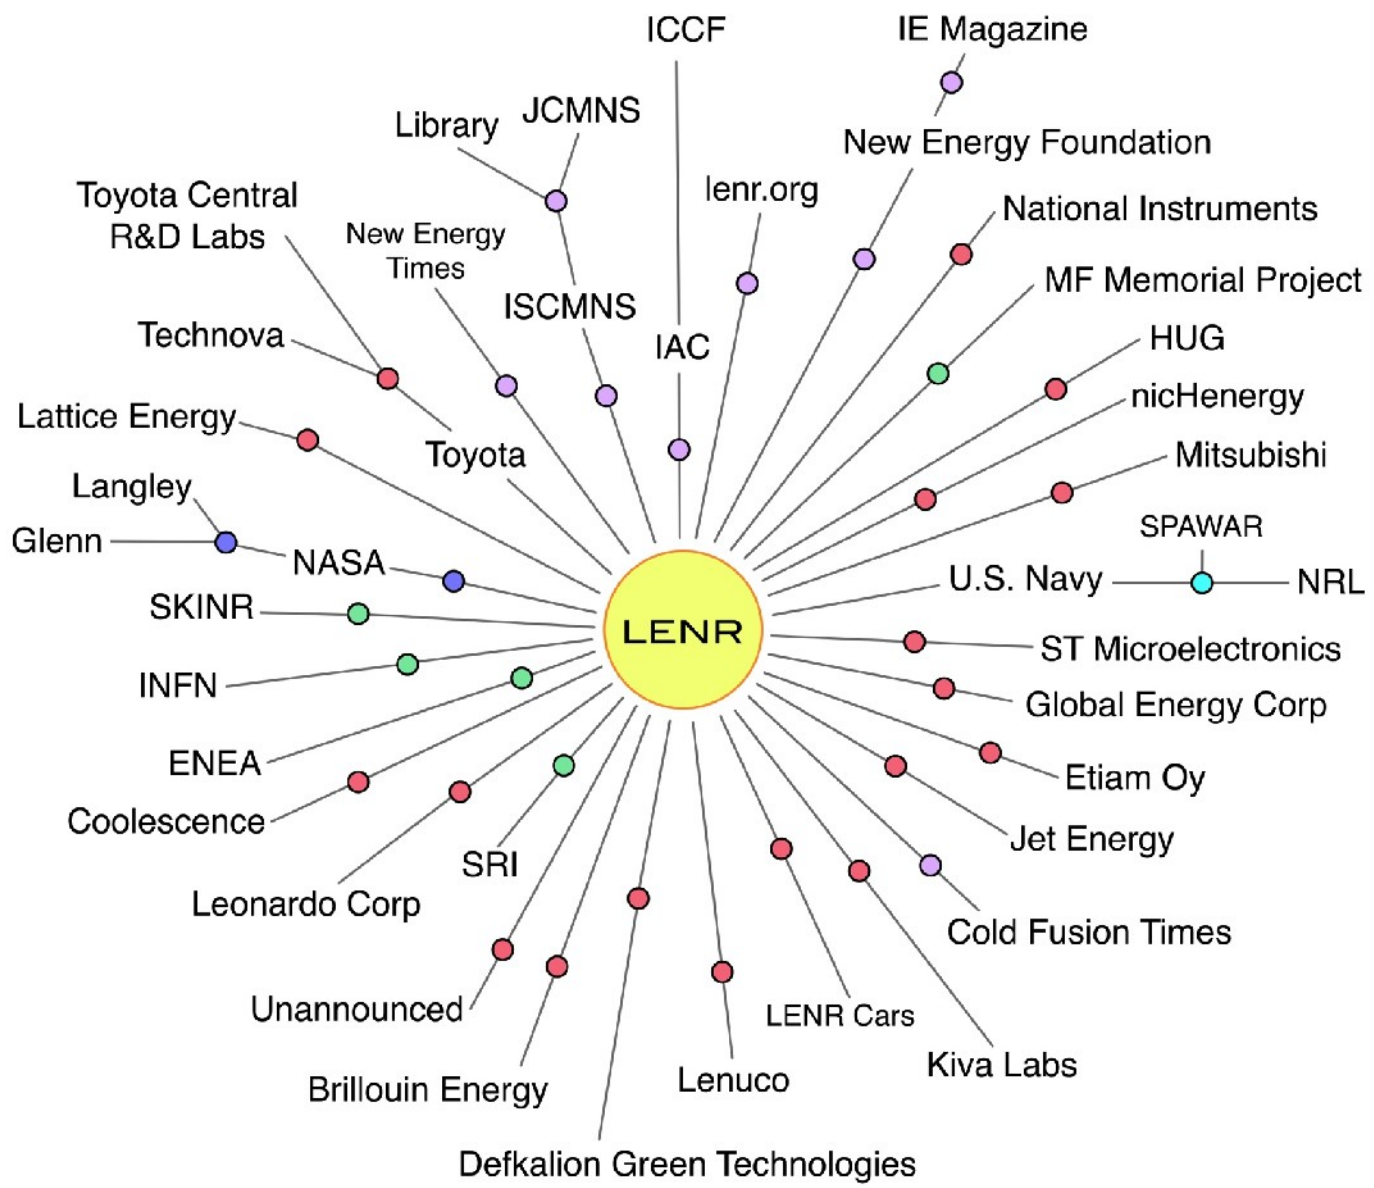 ICCF
IE Magazine
JCMNS
Library
New Energy Foundation
lenr.org
Toyota Central
R&D Labs
National Instruments
New Energy
Times
MF Memorial Project
ISCMNS
Technova
IAC
HUG
nicHenergy
Lattice Energy
Toyota
Mitsubishi
Langley
SPAWAR
Glenn
NASA
U.S. Navy
NRL
SKINR
LENR
ST Microelectronics
INFN
Global Energy Corp
ENEA
Etiam Oy
Coolescence
Jet Energy
SRI
Leonardo Corp
Cold Fusion Times
Unannounced
LENR Cars
Kiva Labs
Brillouin Energy
Lenuco
Defkalion Green Technologies